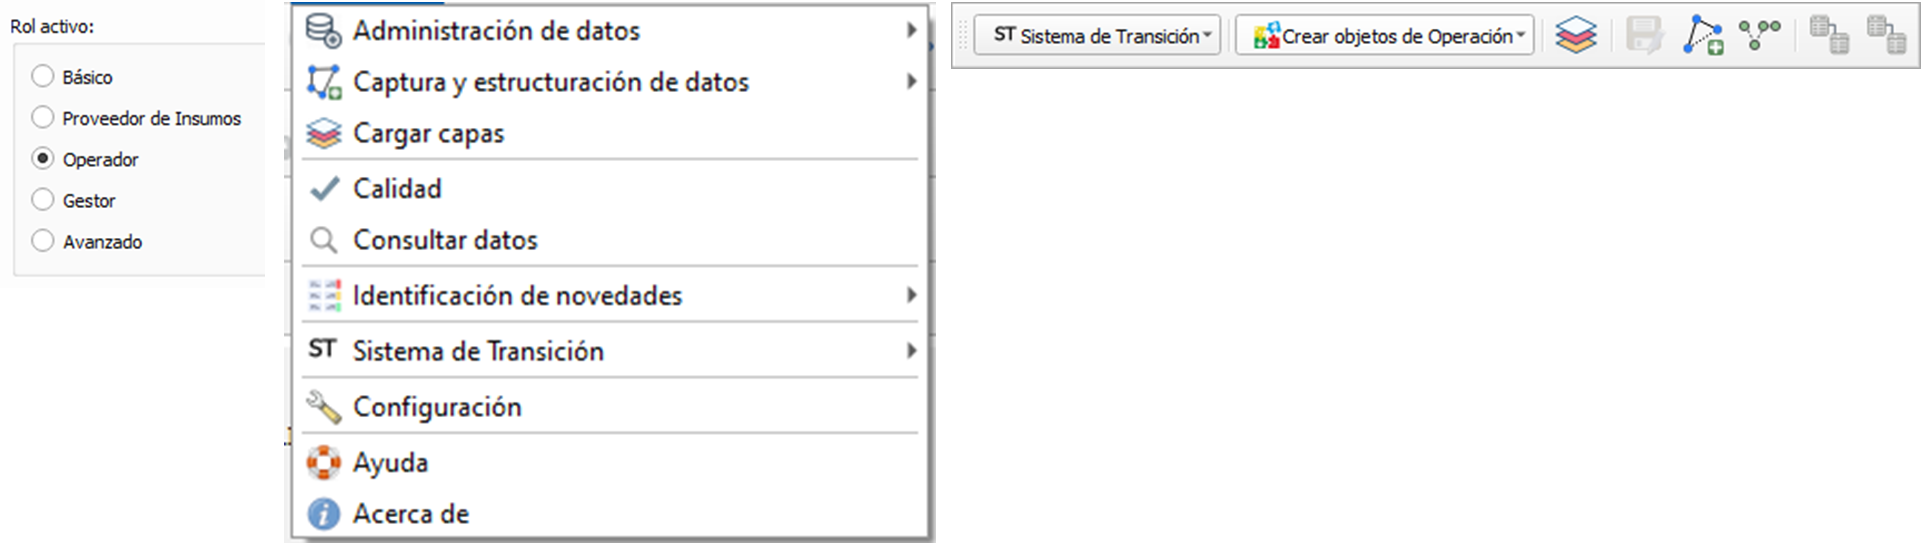 Rol activo:
Básico
Proveedor de Insumos
Operador
Gestor
Avanzado
Administración de datos
Captura y estructuración de datos
Cargar capas
Calidad
Consultar datos
Identificación de novedades
ST Sistema de Transición
Configuración
Ayuda
Acerca de
ST Sistema de Transición
Crear objetos de Operación